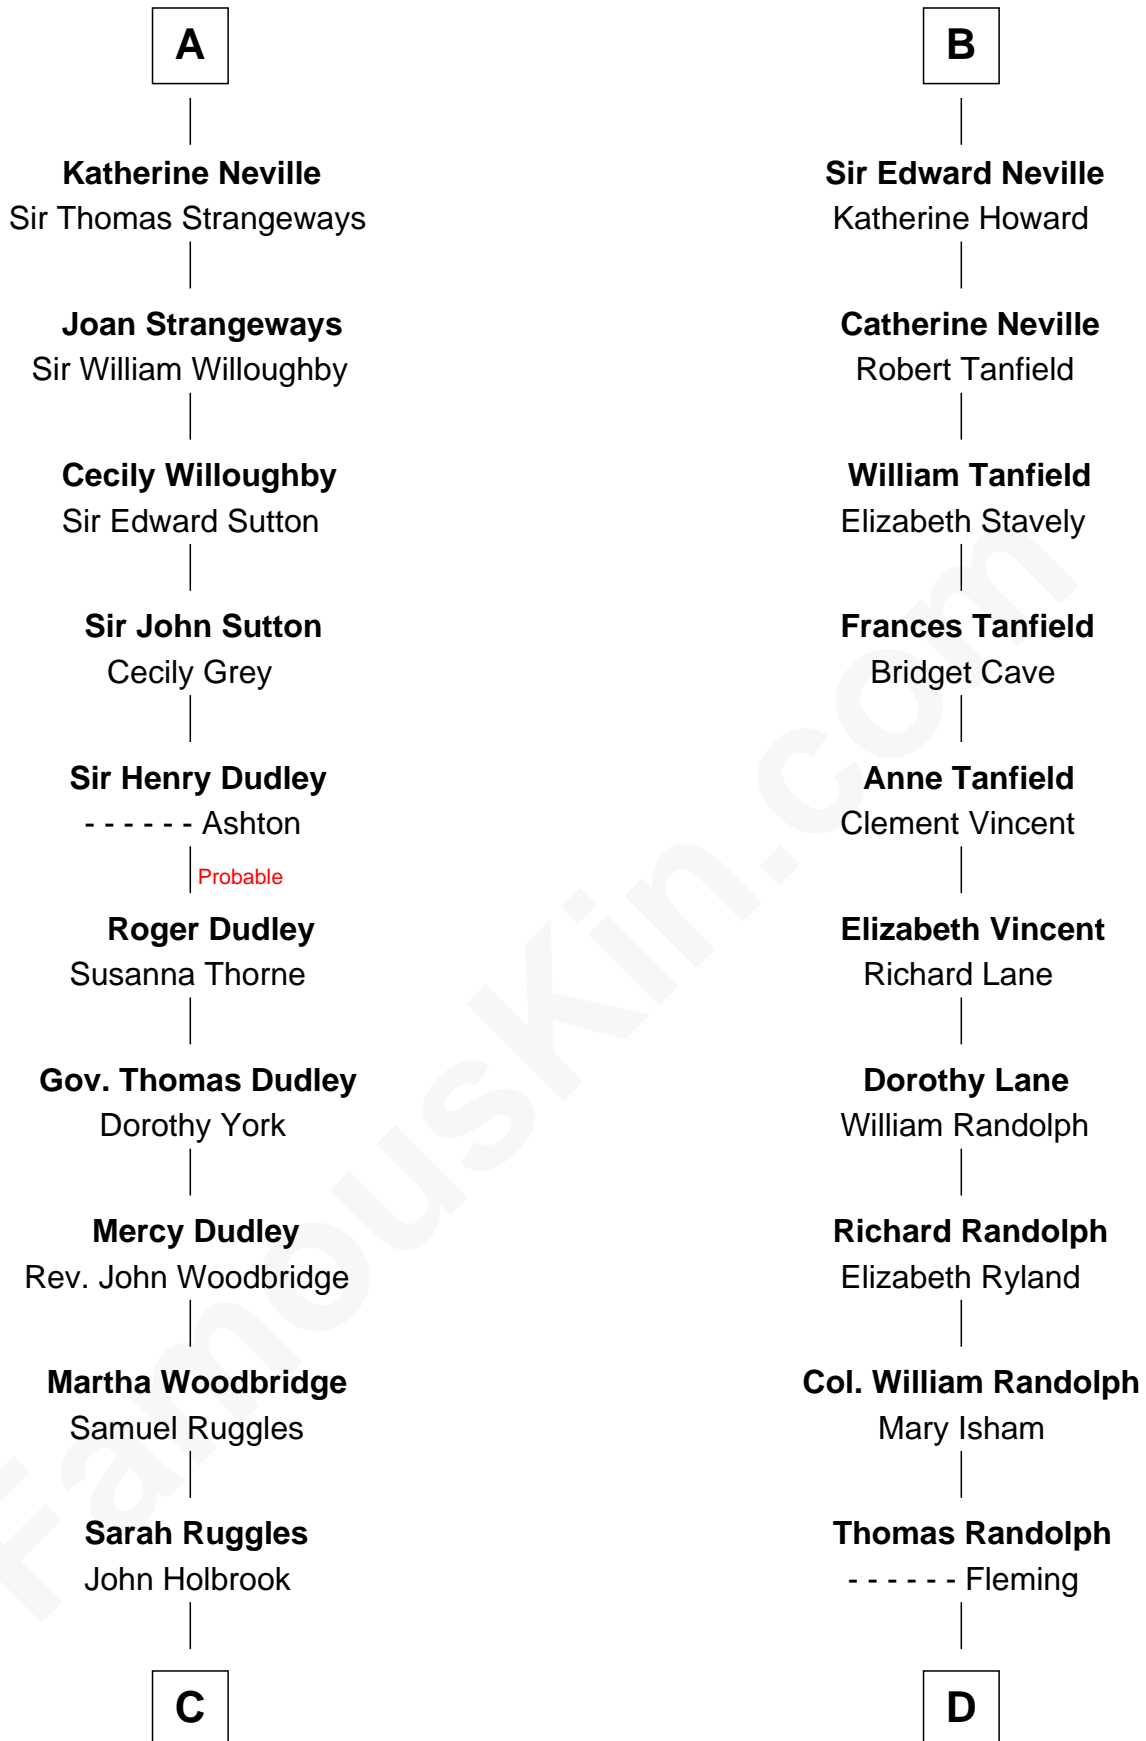 A
Katherine Neville
Sir Thomas Strangeways
Joan Strangeways
Sir William Willoughby
Cecily Willoughby
Sir Edward Sutton
Sir John Sutton
Cecily Grey
Sir Henry Dudley
- - - - - - Ashton
Probable
Roger Dudley
Susanna Thorne
Gov. Thomas Dudley
Dorothy York
Mercy Dudley
Rev. John Woodbridge
Martha Woodbridge
Samuel Ruggles
Sarah Ruggles
John Holbrook
C
B
Sir Edward Neville
Katherine Howard
Catherine Neville
Robert Tanfield
William Tanfield
Elizabeth Stavely
Frances Tanfield
Bridget Cave
Anne Tanfield
Clement Vincent
Elizabeth Vincent
Richard Lane
Dorothy Lane
William Randolph
Richard Randolph
Elizabeth Ryland
Col. William Randolph
Mary Isham
Thomas Randolph
- - - - - - Fleming
D
FamousKin.com